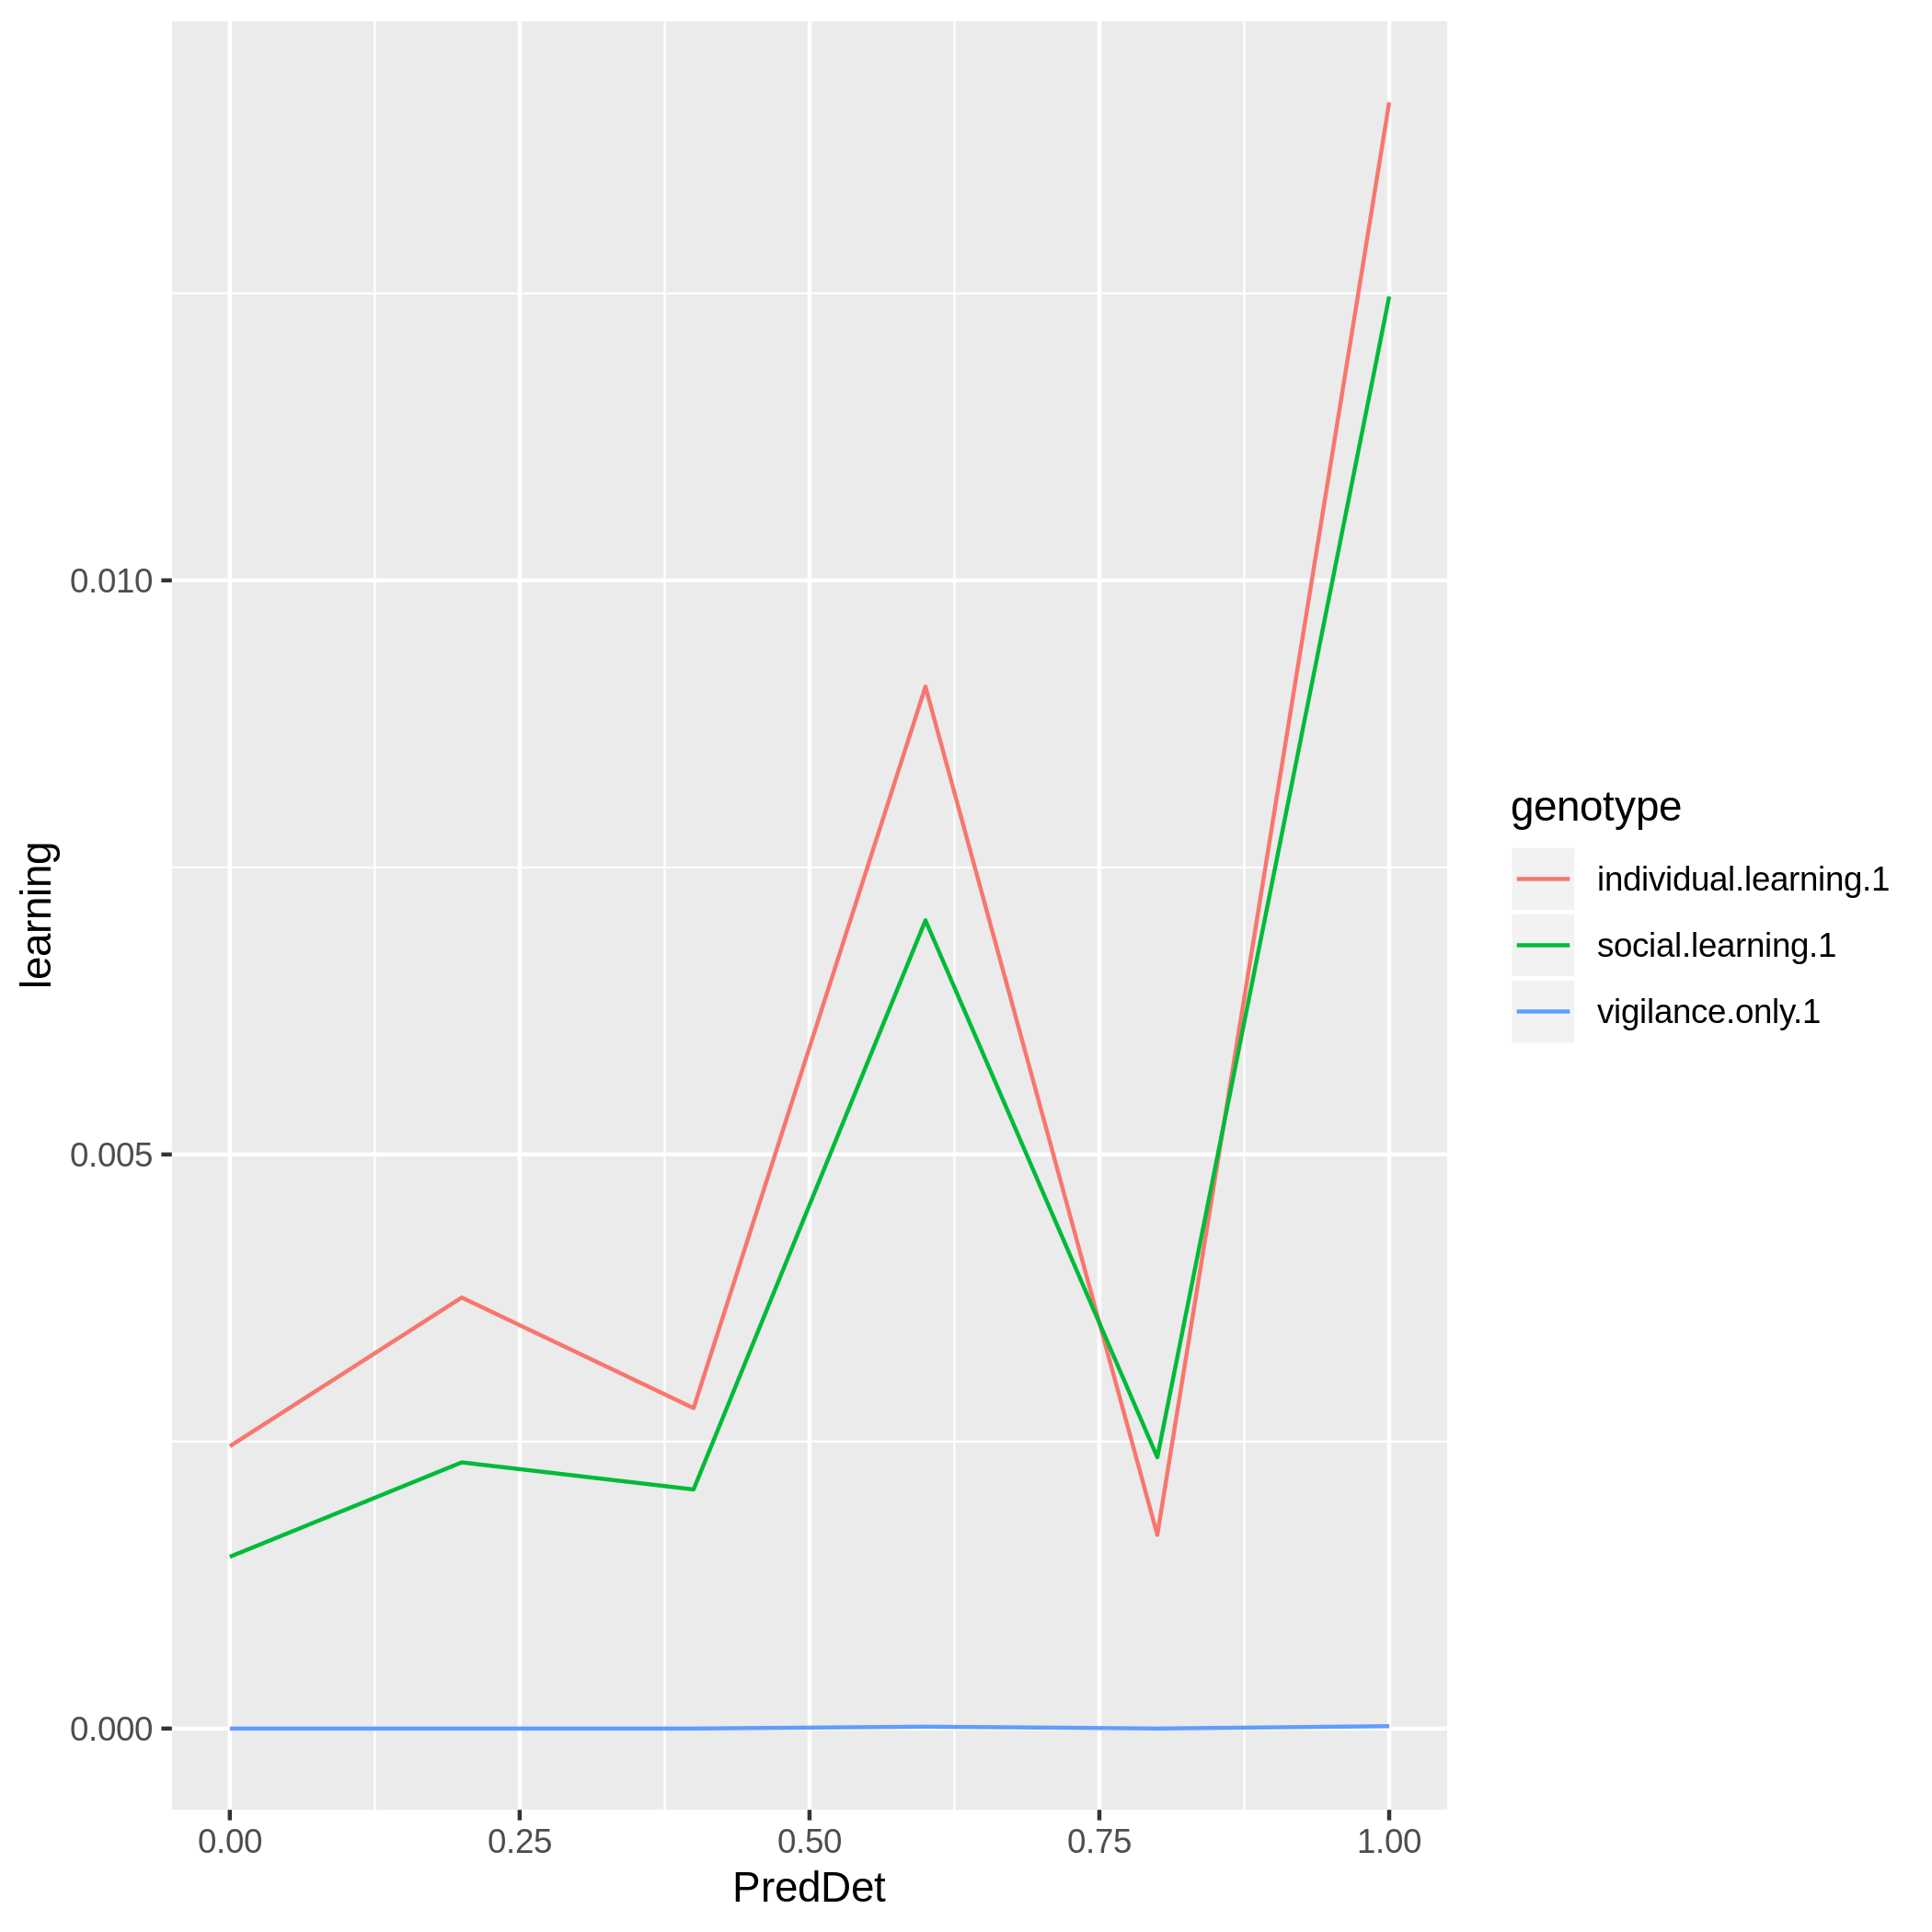 learning
0.010
0.005
0.000
0.00 0.25 0.50 0.75 1.00
PredDet
genotype
individual.learning.1
social.learning.1
vigilance.only.1